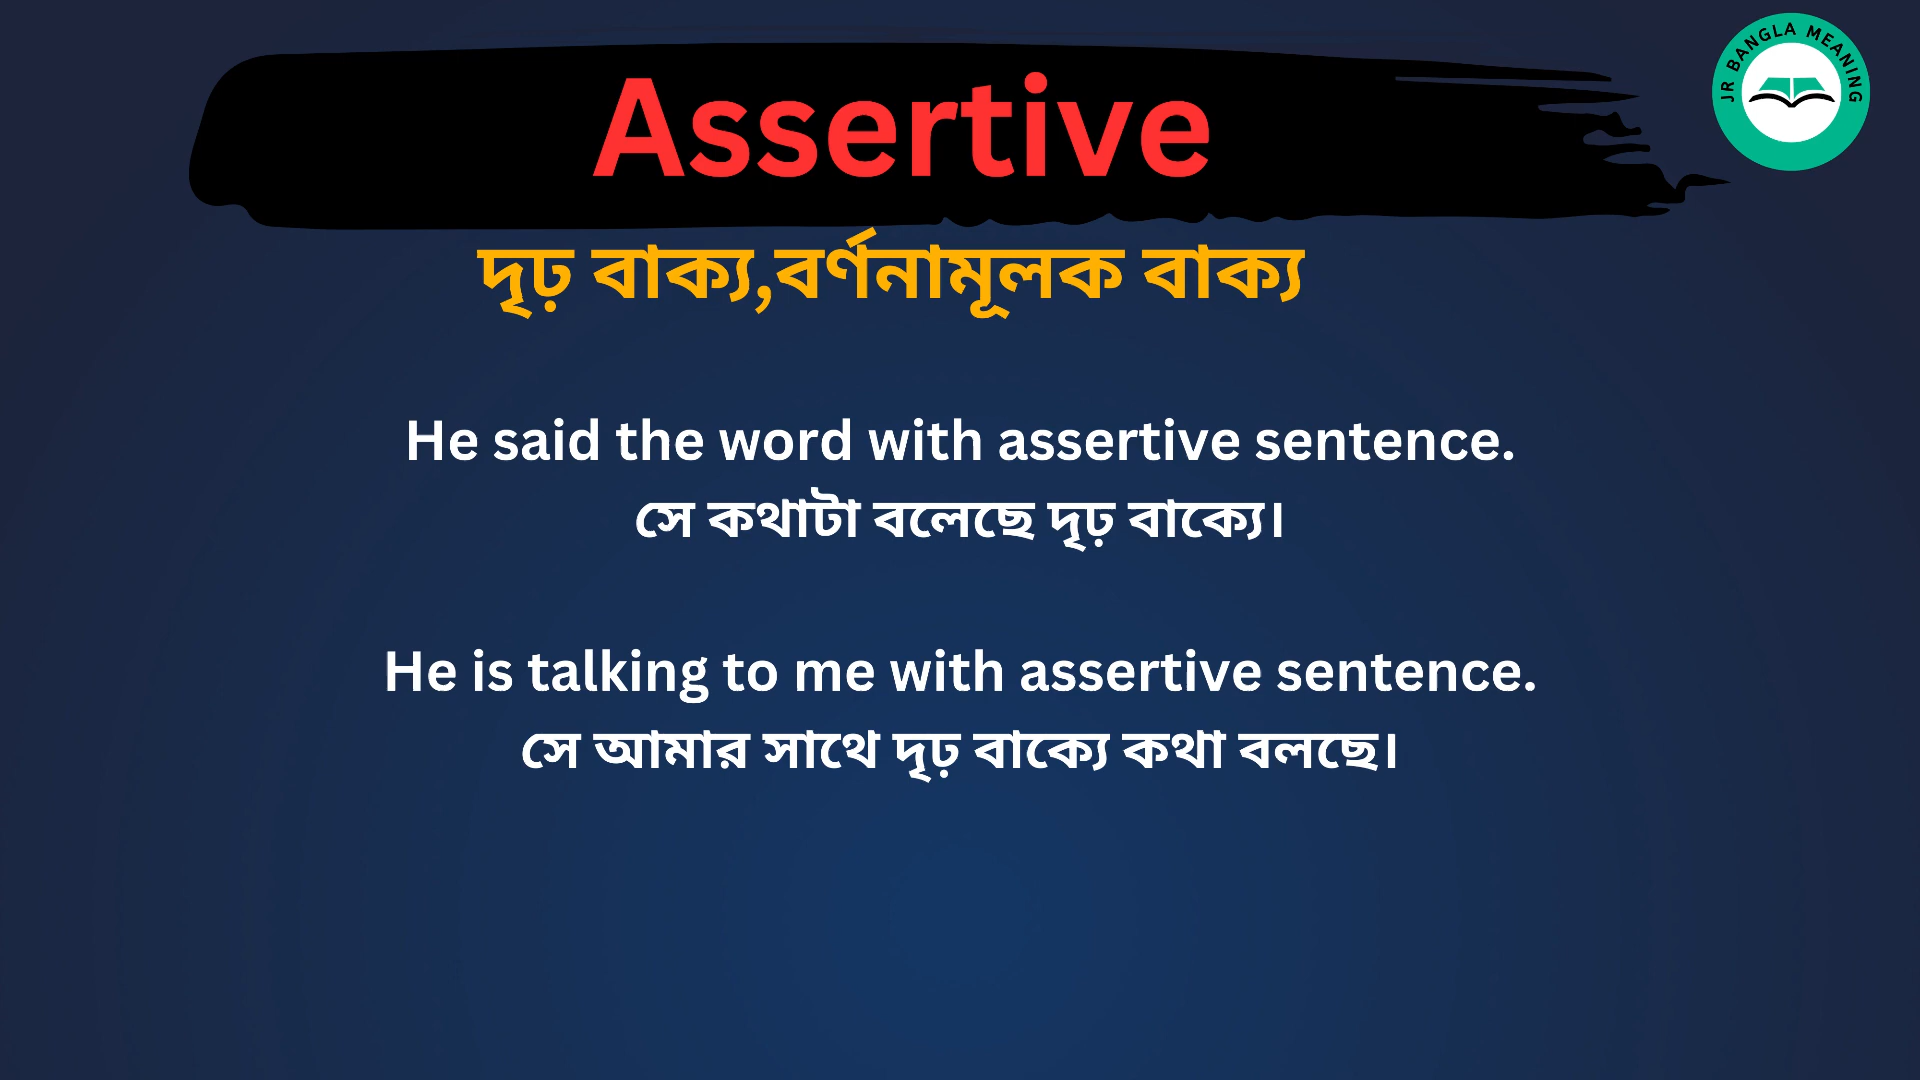 JR BANGLA MEANING
Assertive
দৃঢ় বাক্য,বর্ণনামূলক বাক্য
He said the word with assertive sentence.
সে কথাটা বলেছে দৃঢ় বাক্যে।
He is talking to me with assertive sentence.
সে আমার সাথে দৃঢ় বাক্যে কথা বলছে।